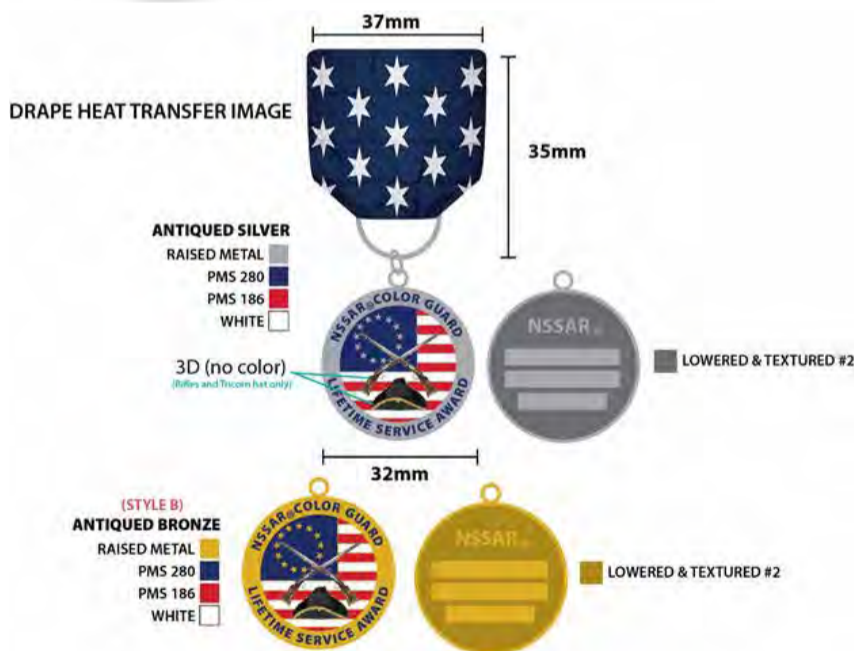 37mm
DRAPE HEAT TRANSFER IMAGE
35mm
ANTIQUED SILVER
RAISED METAL
PMS 280
PMS 186
WHITE
NSSAR® COLOR GUARD
LIFETIME SERVICE AWARD
3D (no color)
(Rifles and Tricorn hat only)
NSSAR®
LOWERED & TEXTURED #2
32mm
(STYLE B)
ANTIQUED BRONZE
RAISED METAL
PMS 280
PMS 186
WHITE
NSSAR® COLOR GUARD
LIFETIME SERVICE AWARD
NSSAR®
LOWERED & TEXTURED #2